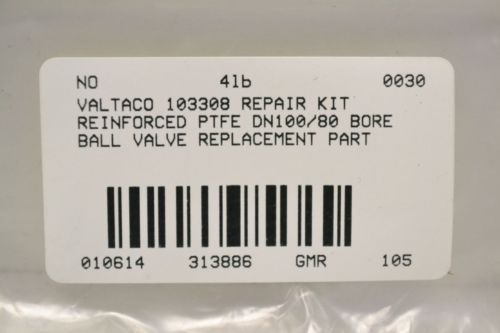 NO 4lb 0030
VALTACO 103308 REPAIR KIT
REINFORCED PTFE DN100/80 BORE
BALL VALVE REPLACEMENT PART
010614 313886 GMR 105